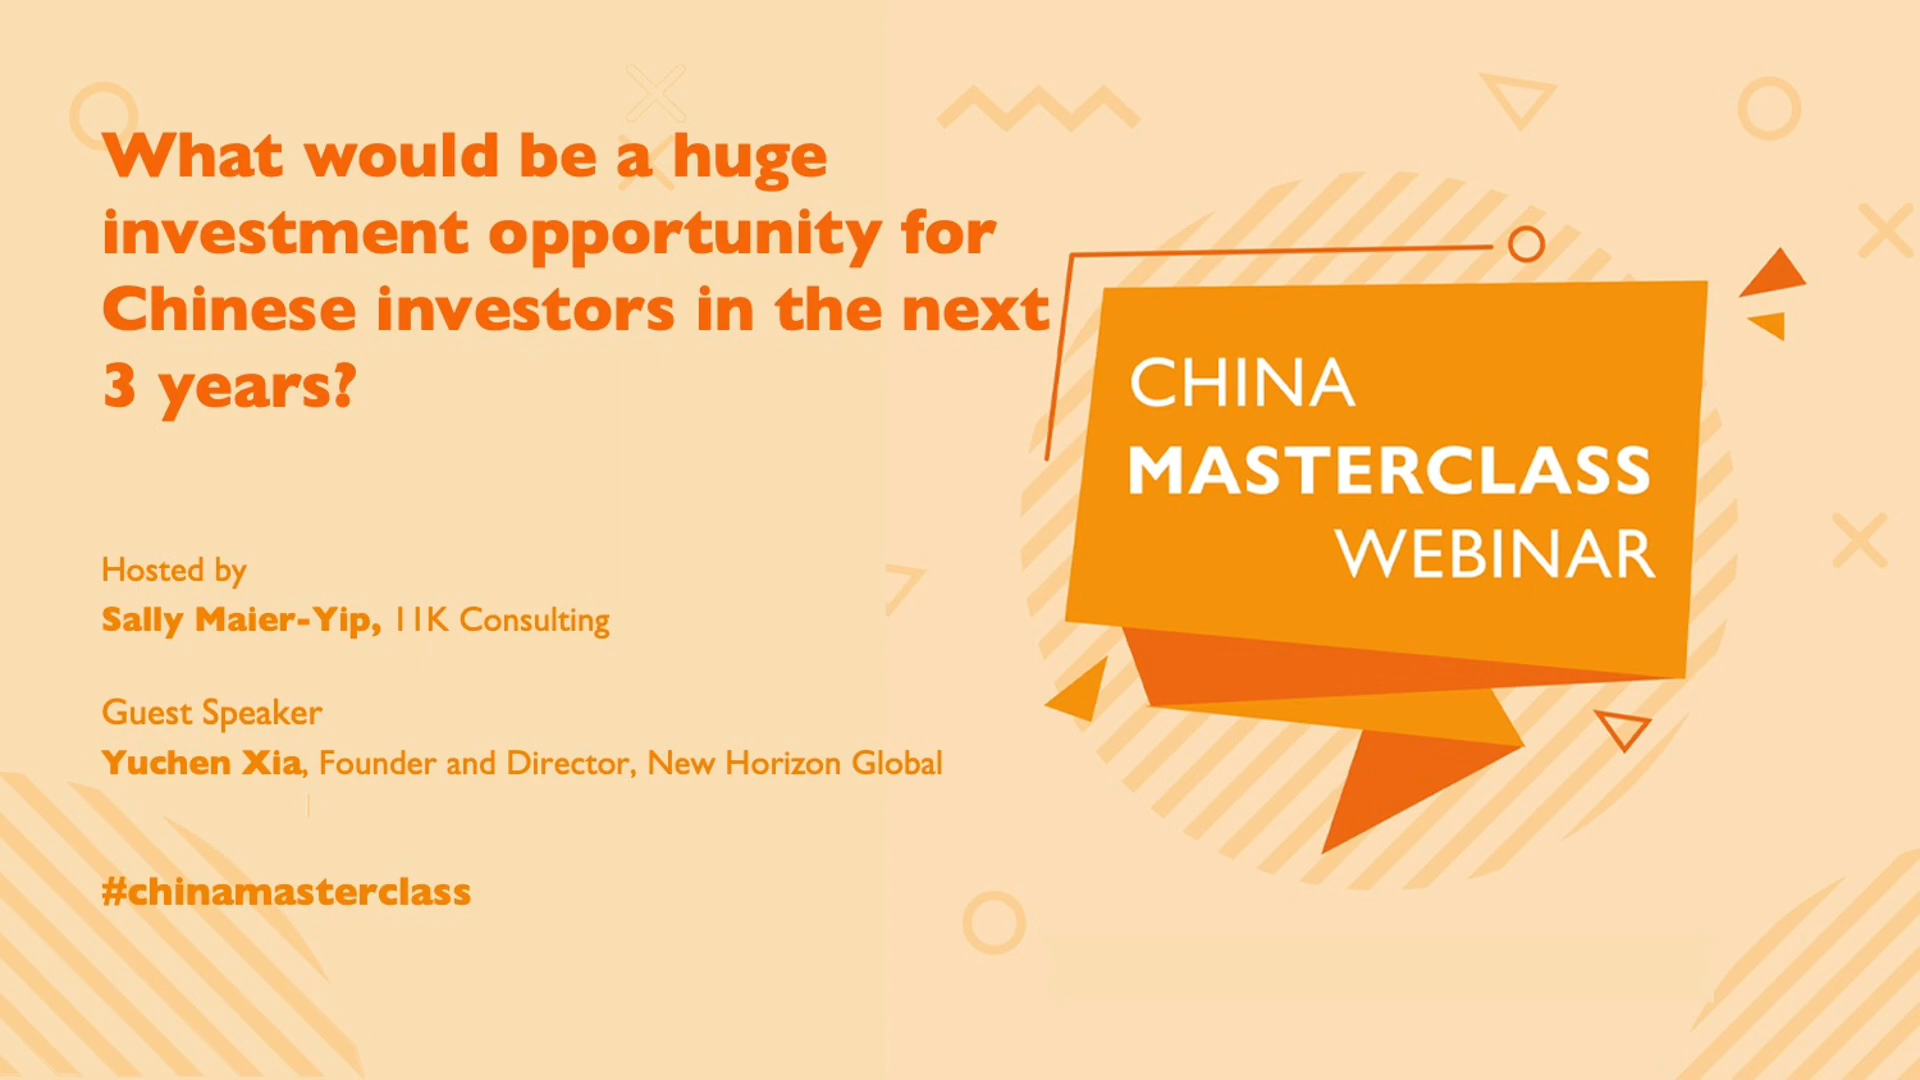 What would be a huge
investment opportunity for
Chinese investors in the next
3 years?
Hosted by
Sally Maier-Yip, 11K Consulting
Guest Speaker
Yuchen Xia, Founder and Director, New Horizon Global
#chinamasterclass
CHINA
MASTERCLASS
WEBINAR